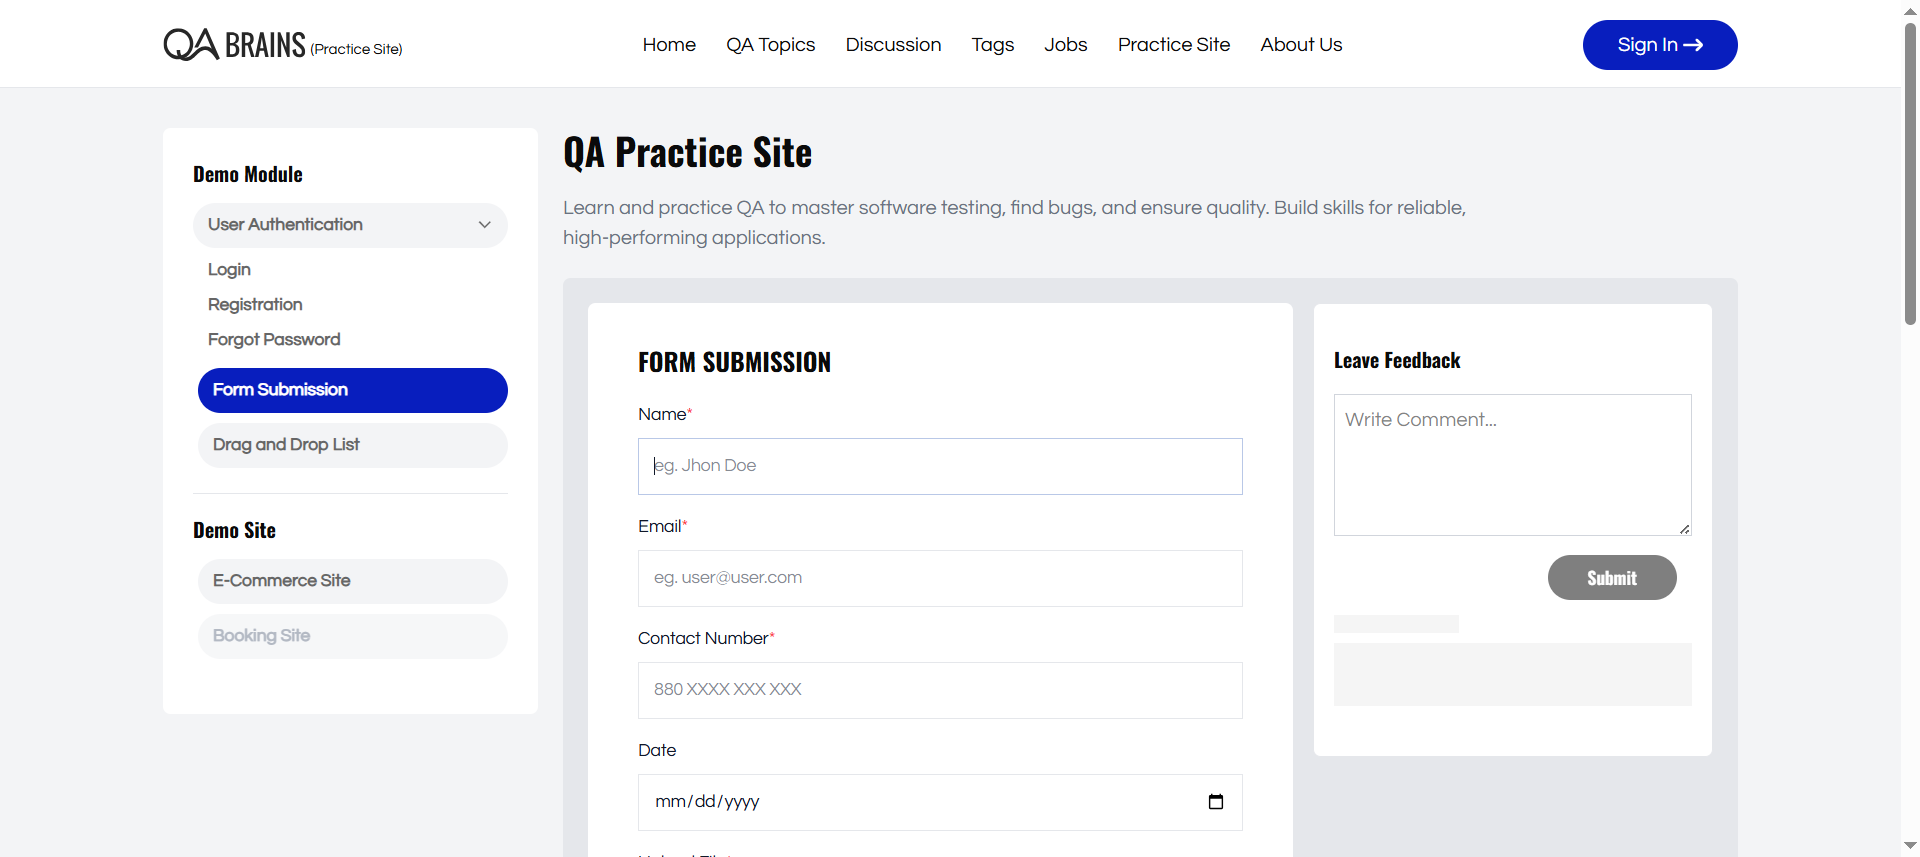 QA BRAINS (Practice Site)
Home QA Topics Discussion Tags Jobs Practice Site About Us
Sign In
Demo Module
User Authentication
Login
Registration
Forgot Password
Form Submission
Drag and Drop List
Demo Site
E-Commerce Site
Booking Site
QA Practice Site
Learn and practice QA to master software testing, find bugs, and ensure quality. Build skills for reliable,
high-performing applications.
FORM SUBMISSION
Name*
eg. Jhon Doe
Email*
eg. user@user.com
Contact Number*
880 XXXX XXX XXX
Date
mm/dd/yyyy
Leave Feedback
Write Comment...
Submit